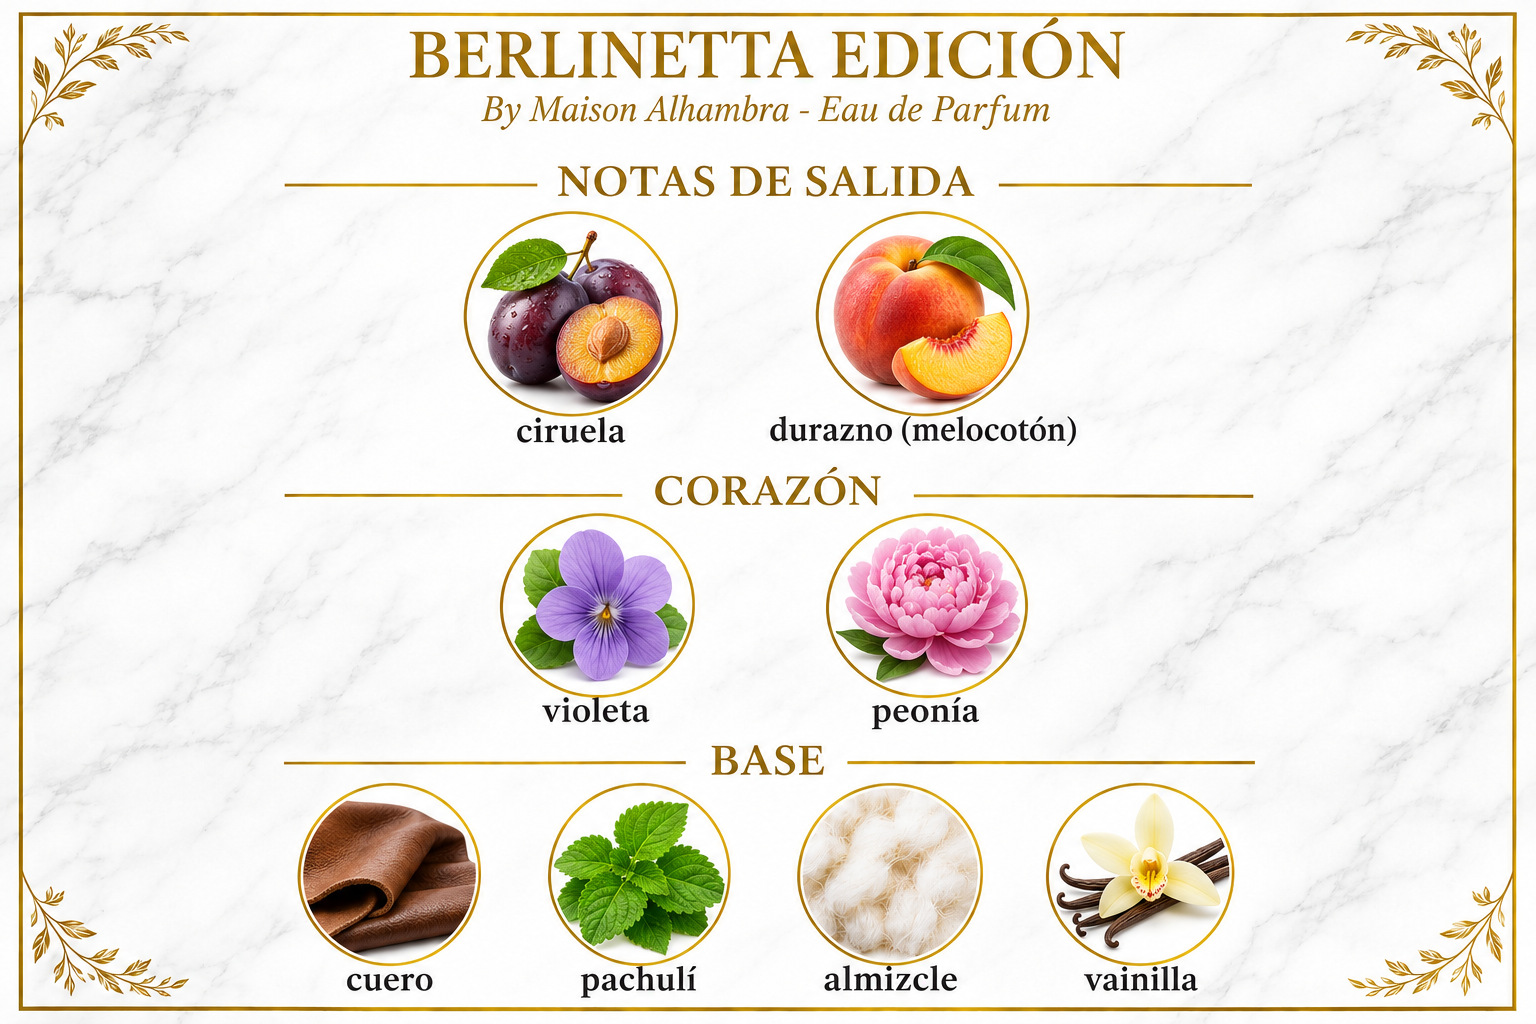 BERLINETTA EDICIÓN
By Maison Alhambra - Eau de Parfum
NOTAS DE SALIDA
ciruela
durazno (melocotón)
CORAZÓN
violeta
peonía
BASE
cuero
pachulí
almizcle
vainilla